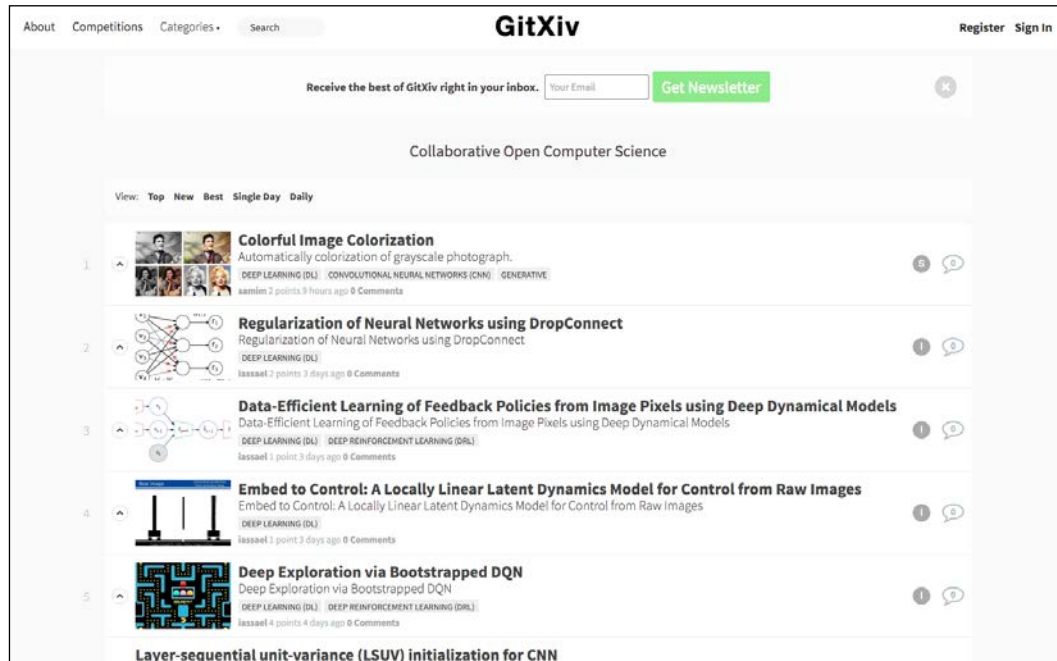 About Competitions Categories Search GitXiv Register Sign In
Receive the best of GitXiv right in your inbox. Your Email Get Newsletter
Collaborative Open Computer Science
View: Top New Best Single Day Daily
1
Colorful Image Colorization
Automatically colorization of grayscale photograph.
DEEP LEARNING (DL) CONVOLUTIONAL NEURAL NETWORKS (CNN) GENERATIVE
samim 2 points 9 hours ago 0 Comments
S 0
2
Regularization of Neural Networks using DropConnect
Regularization of Neural Networks using DropConnect
DEEP LEARNING (DL)
iassael 2 points 3 days ago 0 Comments
I 0
3
Data-Efficient Learning of Feedback Policies from Image Pixels using Deep Dynamical Models
Data-Efficient Learning of Feedback Policies from Image Pixels using Deep Dynamical Models
DEEP LEARNING (DL) DEEP REINFORCEMENT LEARNING (DRL)
iassael 1 point 3 days ago 0 Comments
I 0
4
Embed to Control: A Locally Linear Latent Dynamics Model for Control from Raw Images
Embed to Control: A Locally Linear Latent Dynamics Model for Control from Raw Images
DEEP LEARNING (DL)
iassael 1 point 3 days ago 0 Comments
I 0
5
Deep Exploration via Bootstrapped DQN
Deep Exploration via Bootstrapped DQN
DEEP LEARNING (DL) DEEP REINFORCEMENT LEARNING (DRL)
iassael 4 points 4 days ago 0 Comments
I 0
Layer-sequential unit-variance (LSUV) initialization for CNN